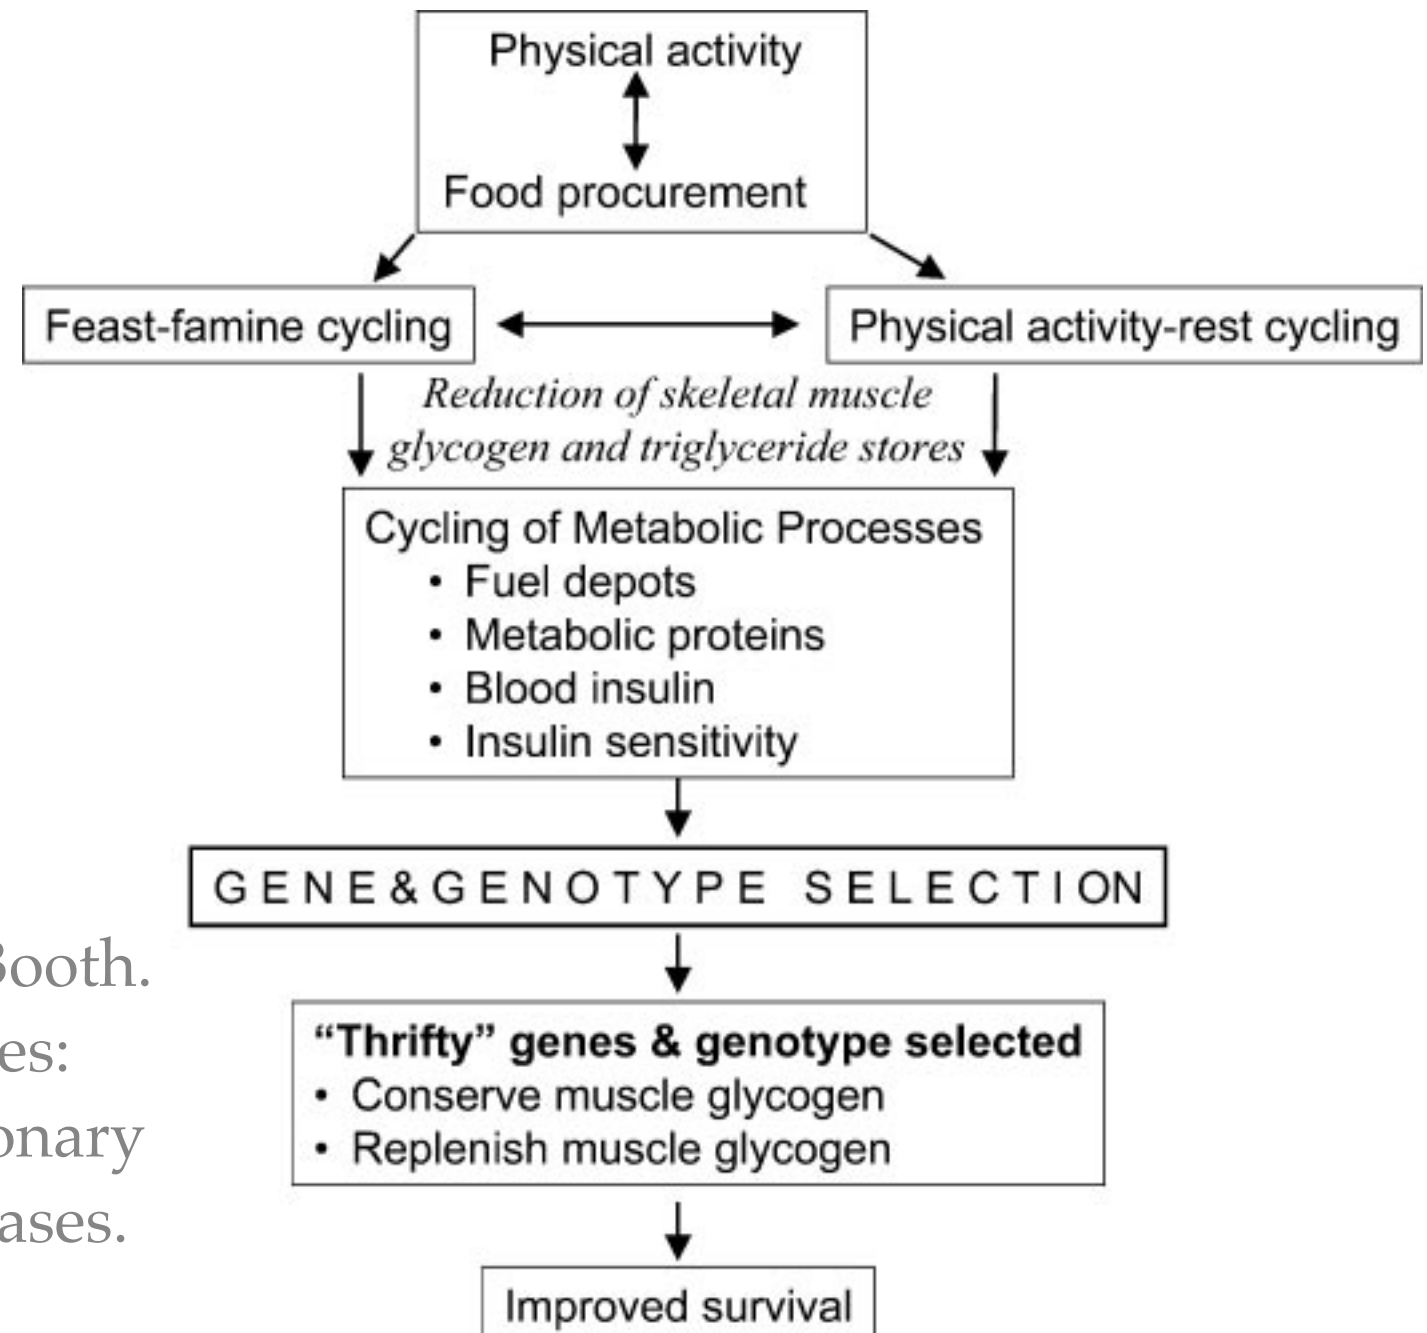 Physical activity
Food procurement
Feast-famine cycling
Physical activity-rest cycling
Reduction of skeletal muscle
glycogen and triglyceride stores
Cycling of Metabolic Processes
• Fuel depots
• Metabolic proteins
• Blood insulin
• Insulin sensitivity
GENE&GENOTYPE SELECTION
“Thrifty” genes & genotype selected
• Conserve muscle glycogen
• Replenish muscle glycogen
Improved survival
Booth.